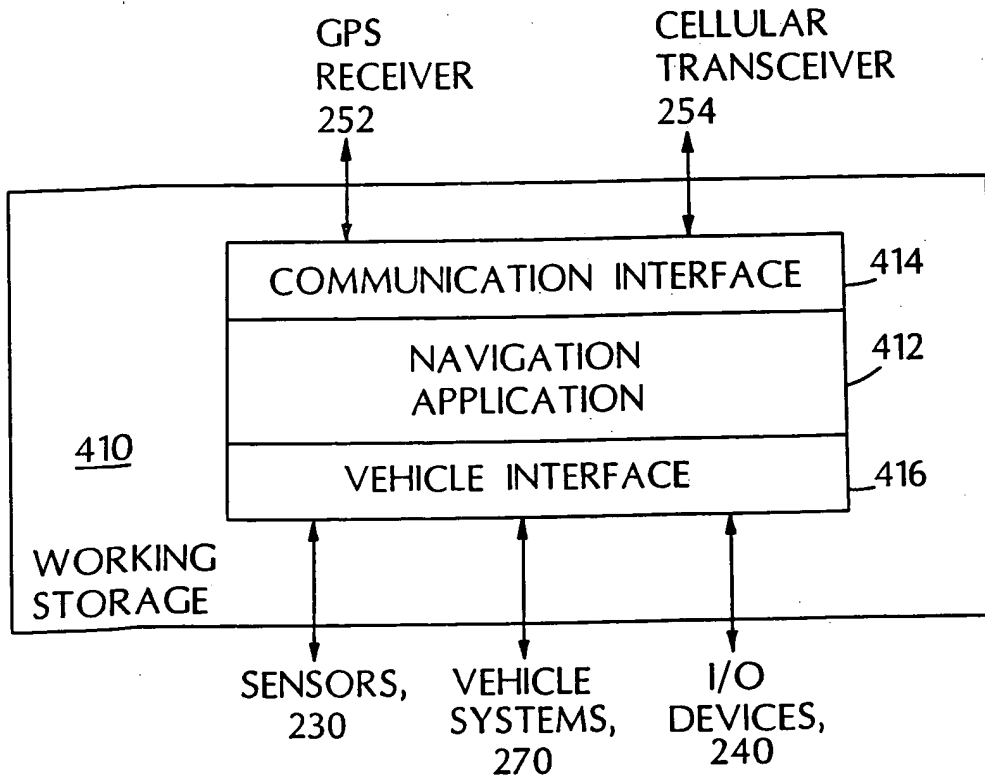 GPS
RECEIVER
252
CELLULAR
TRANSCEIVER
254
COMMUNICATION INTERFACE
414
NAVIGATION
APPLICATION
412
410
VEHICLE INTERFACE
416
WORKING
STORAGE
SENSORS,
230
VEHICLE
SYSTEMS,
270
I/O
DEVICES,
240